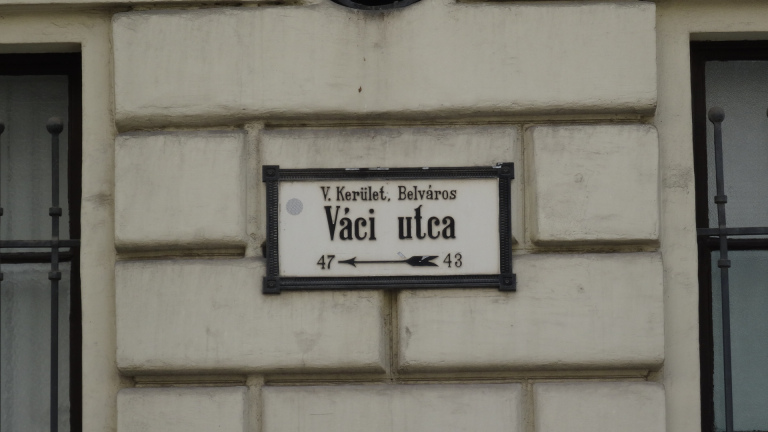 V. Kerület, Belváros
Váci utca
47 43